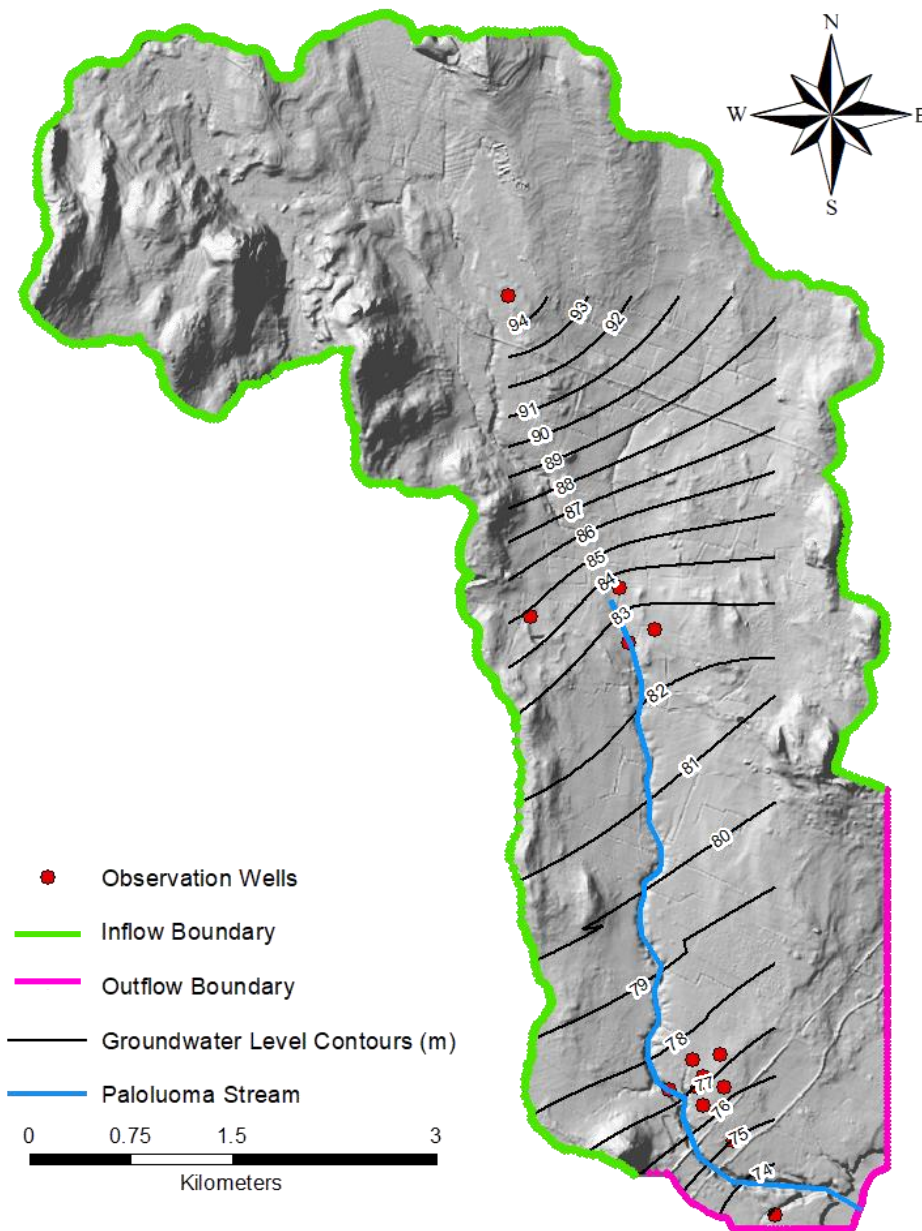 N
W E
S
94
93
92
91
90
89
88
87
86
85
84
83
82
81
80
79
78
77
76
75
74
Observation Wells
Inflow Boundary
Outflow Boundary
Groundwater Level Contours (m)
Paloluoma Stream
0 0.75 1.5 3
Kilometers